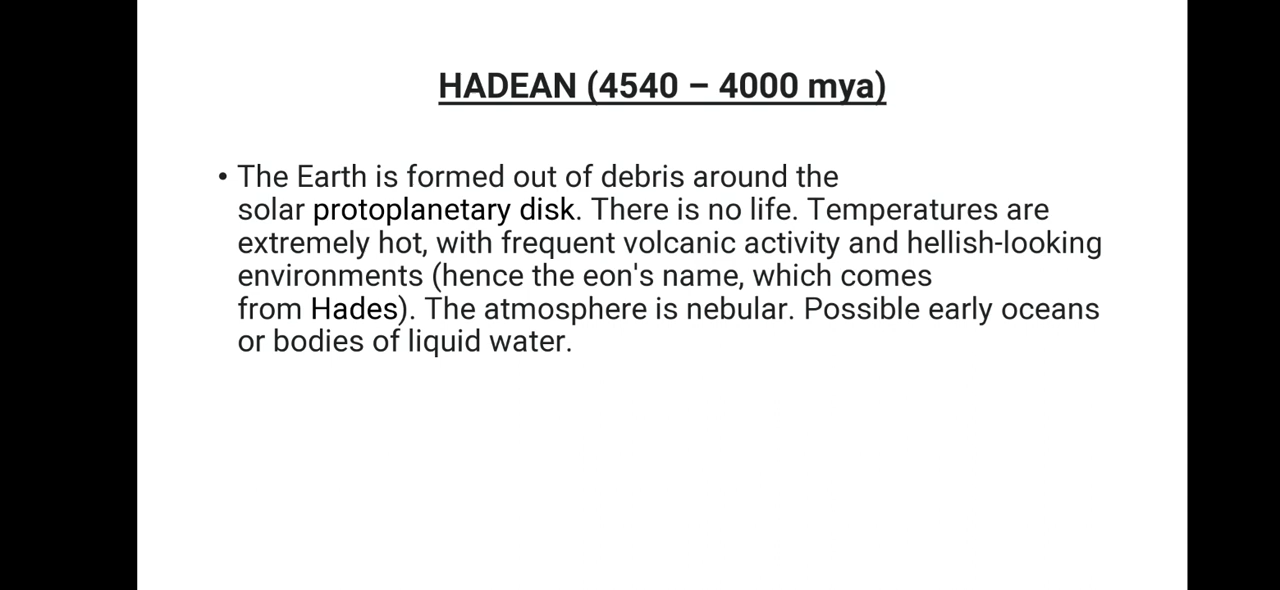 HADEAN (4540 – 4000 mya)
• The Earth is formed out of debris around the
solar protoplanetary disk. There is no life. Temperatures are
extremely hot, with frequent volcanic activity and hellish-looking
environments (hence the eon's name, which comes
from Hades). The atmosphere is nebular. Possible early oceans
or bodies of liquid water.